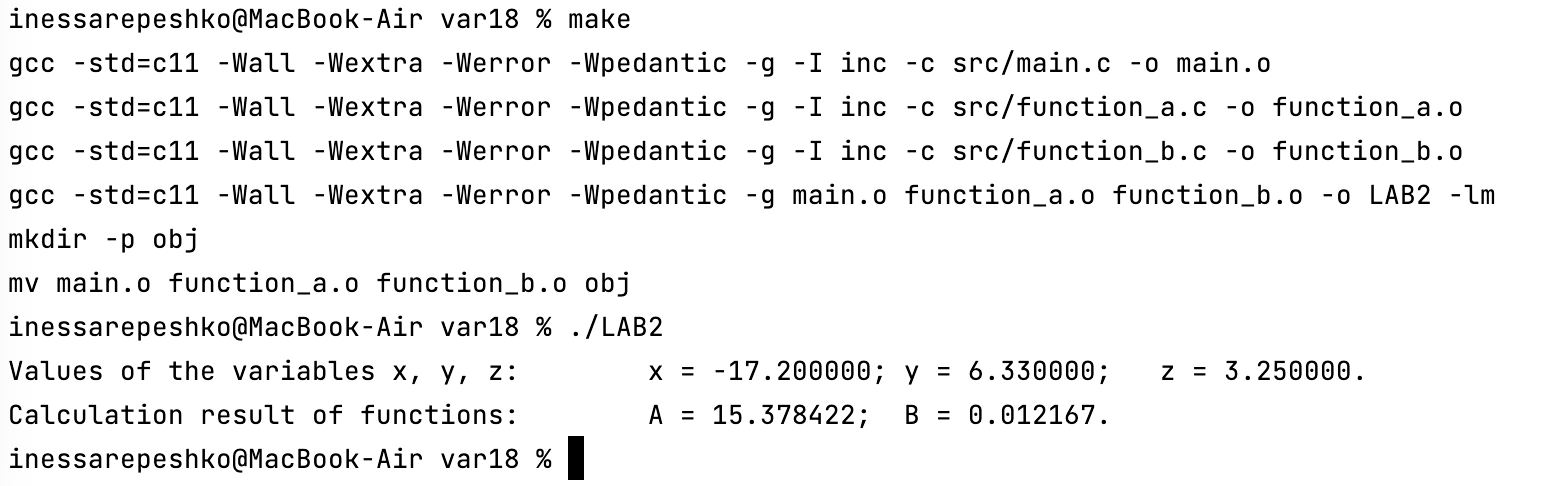 inessarepeshko@MacBook-Air var18 % make
gcc -std=c11 -Wall -Wextra -Werror -Wpedantic -g -I inc -c src/main.c -o main.o
gcc -std=c11 -Wall -Wextra -Werror -Wpedantic -g -I inc -c src/function_a.c -o function_a.o
gcc -std=c11 -Wall -Wextra -Werror -Wpedantic -g -I inc -c src/function_b.c -o function_b.o
gcc -std=c11 -Wall -Wextra -Werror -Wpedantic -g main.o function_a.o function_b.o -o LAB2 -lm
mkdir -p obj
mv main.o function_a.o function_b.o obj
inessarepeshko@MacBook-Air var18 % ./LAB2
Values of the variables x, y, z:        x = -17.200000; y = 6.330000;   z = 3.250000.
Calculation result of functions:        A = 15.378422;  B = 0.012167.
inessarepeshko@MacBook-Air var18 %